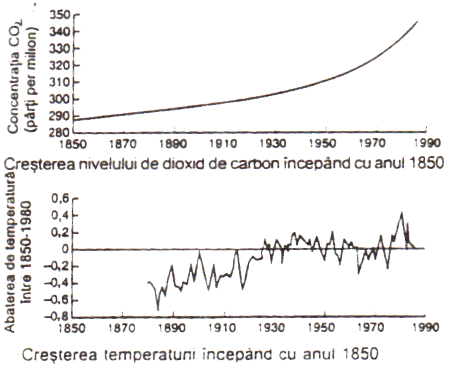 Concentrația CO₂
(părți per milion)
350
340
330
320
310
300
290
280
1850 1870 1890 1910 1930 1950 1970 1990
Creșterea nivelului de dioxid de carbon începând cu anul 1850
Abaterea de temperatură
între 1850-1980
0,6
0,4
0,2
0
-0,2
-0,4
-0,6
-0,8
1850 1870 1890 1910 1930 1950 1970 1990
Creșterea temperaturii începând cu anul 1850